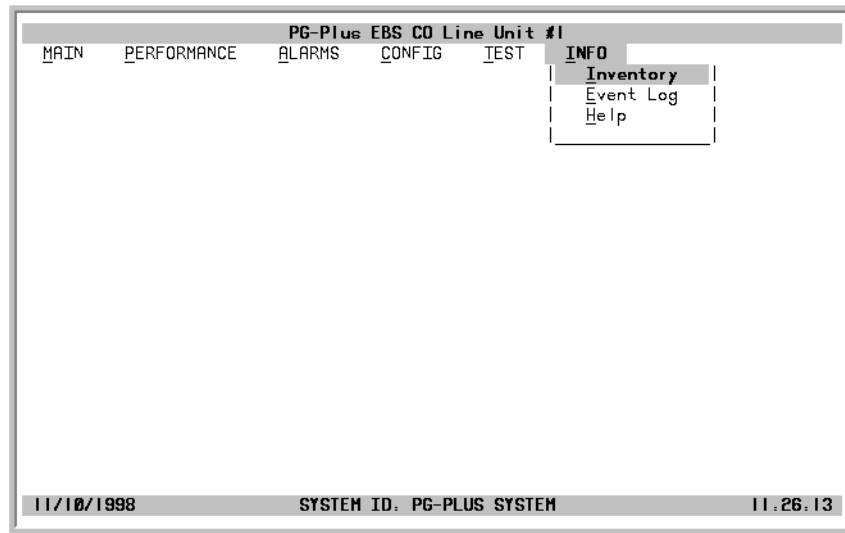 PG-Plus EBS CO Line Unit #1
MAIN PERFORMANCE ALARMS CONFIG TEST INFO
Inventory
Event Log
Help
11/10/1998 SYSTEM ID: PG-PLUS SYSTEM 11:26:13